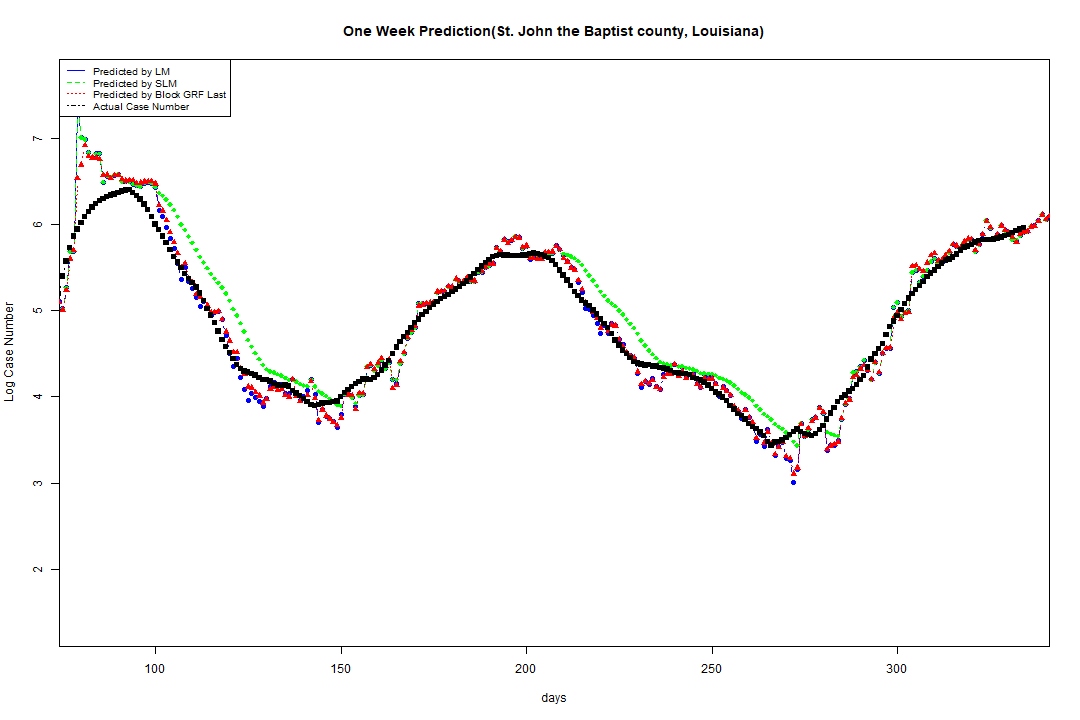 One Week Prediction(St. John the Baptist county, Louisiana)
Predicted by LM
Predicted by SLM
Predicted by Block GRF Last
Actual Case Number
7
6
5
4
3
2
Log Case Number
100 150 200 250 300
days